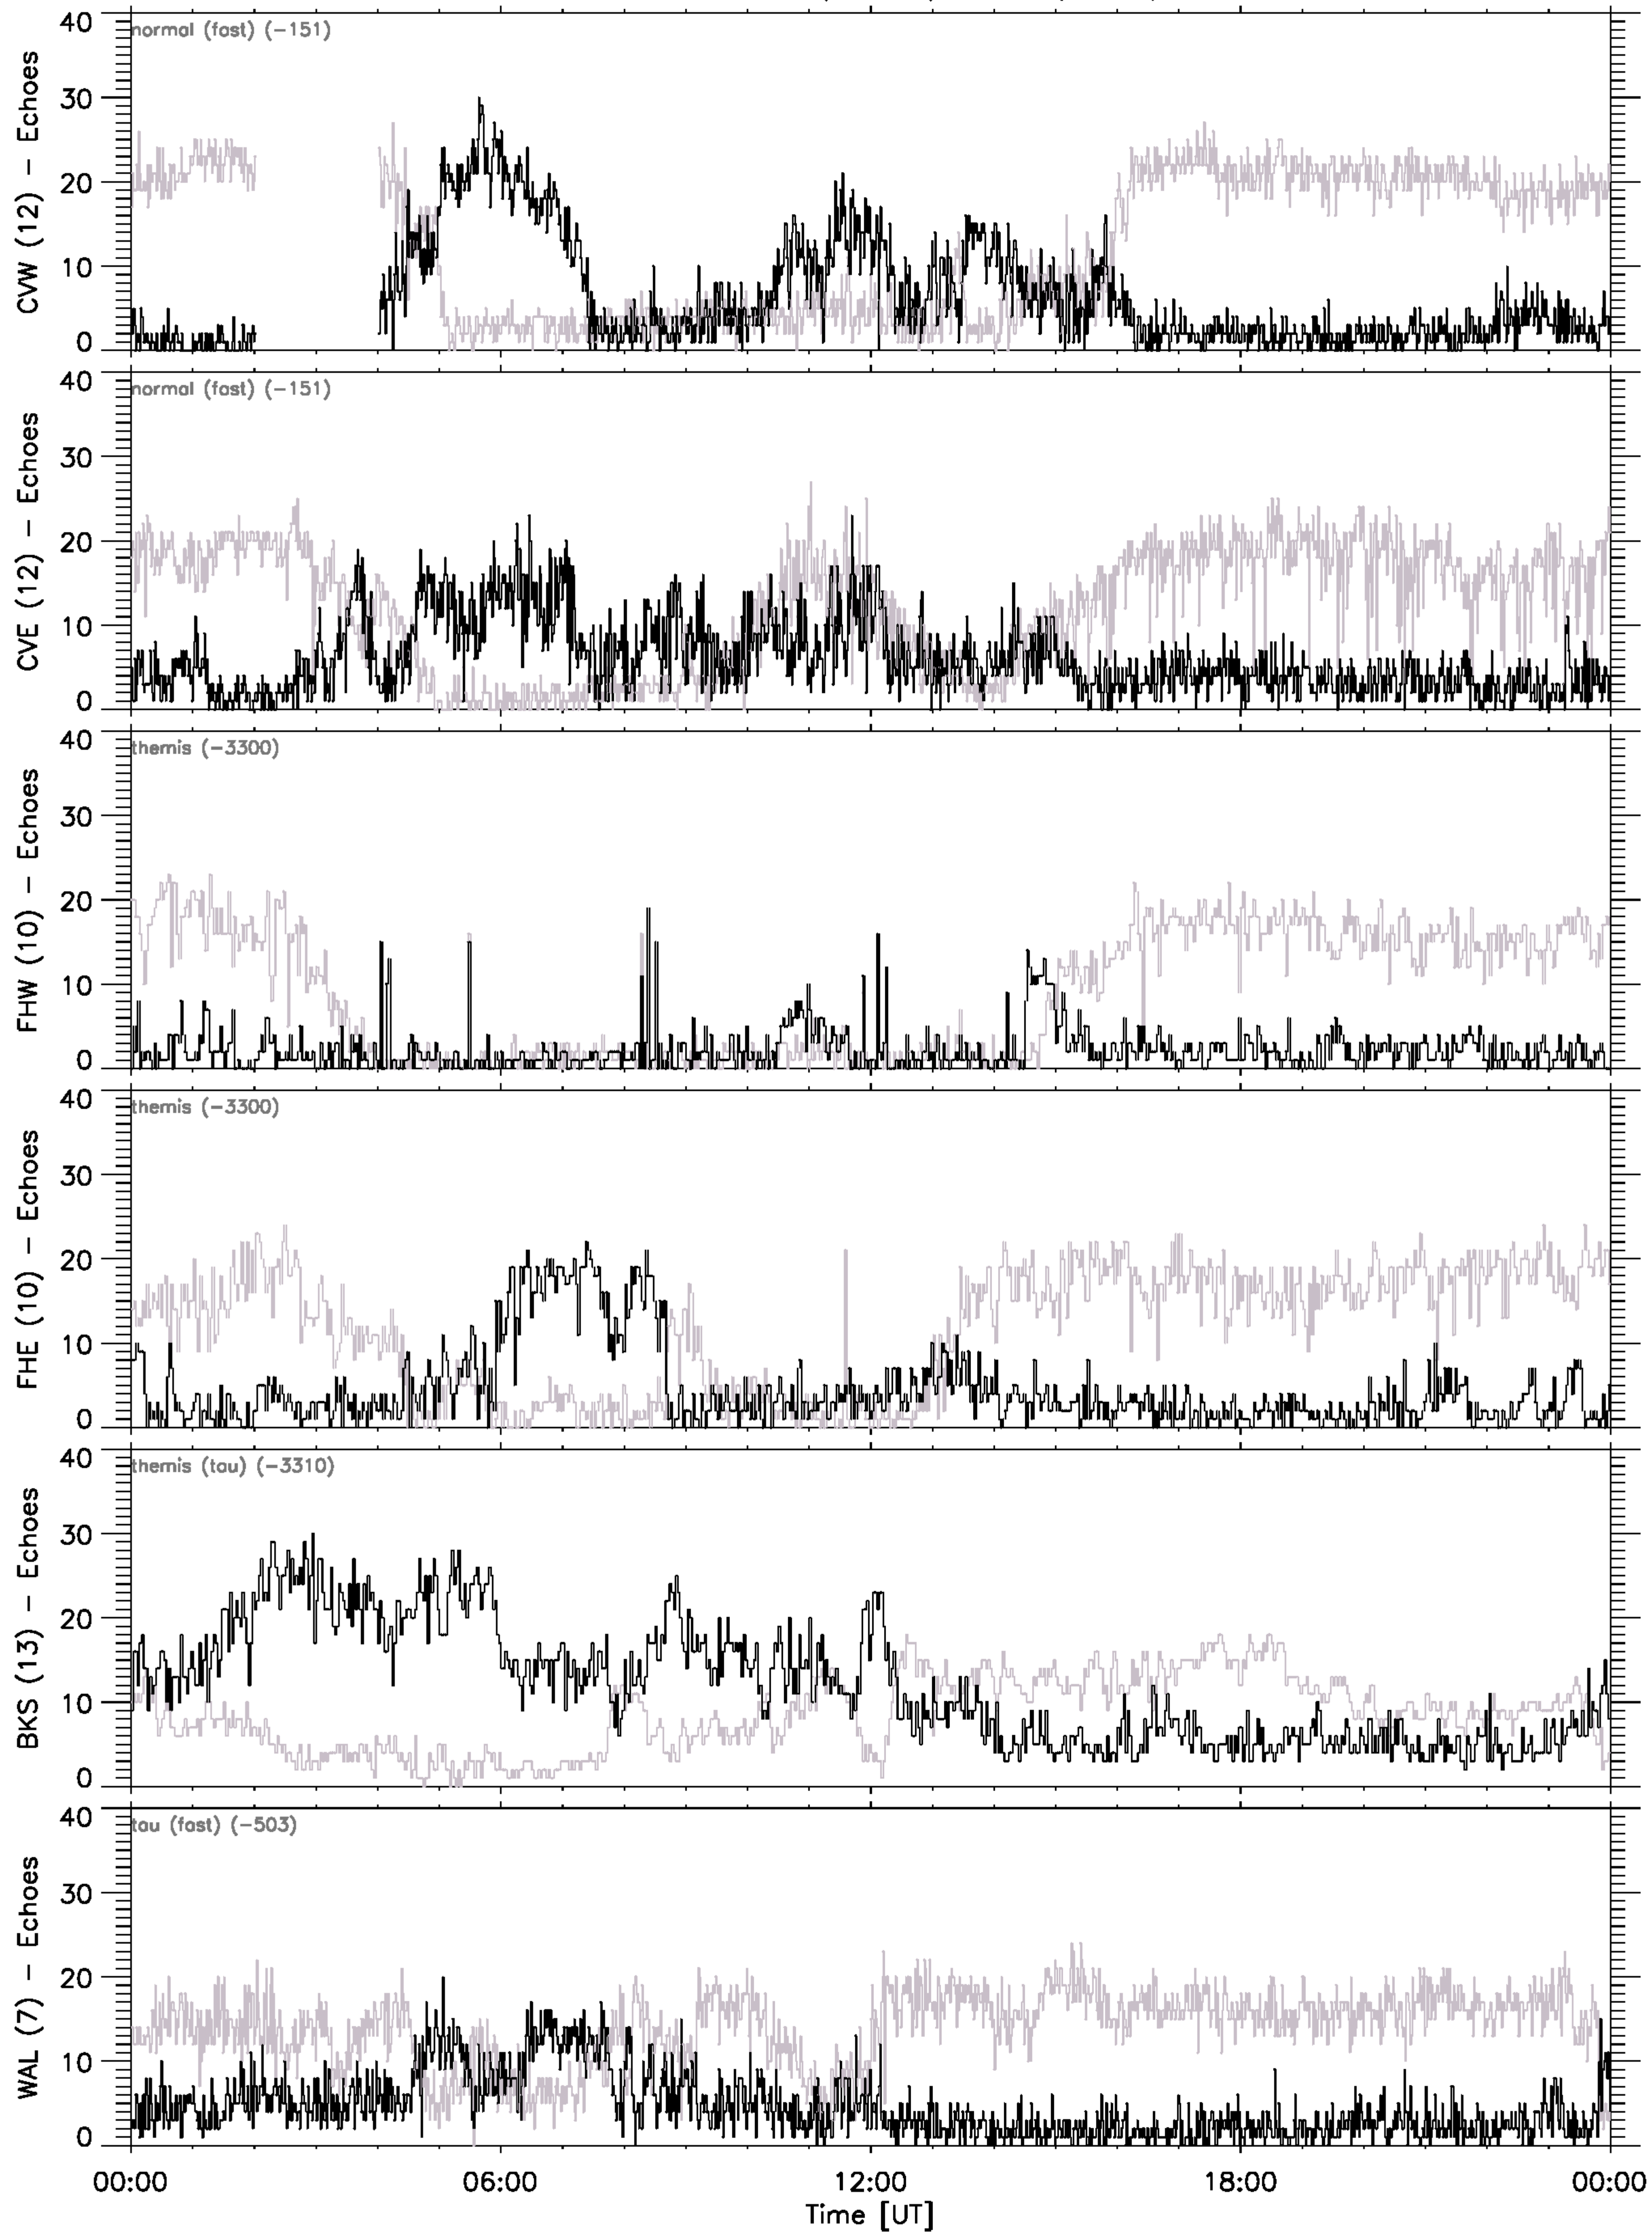 40
30
20
10
0
CVW (12) – Echoes
normal (fast) (-151)
40
30
20
10
0
CVE (12) – Echoes
normal (fast) (-151)
40
30
20
10
0
FHW (10) – Echoes
themis (-3300)
40
30
20
10
0
FHE (10) – Echoes
themis (-3300)
40
30
20
10
0
BKS (13) – Echoes
themis (tau) (-3310)
40
30
20
10
0
WAL (7) – Echoes
tau (fast) (-503)
00:00 06:00 12:00 18:00 00:00
Time [UT]